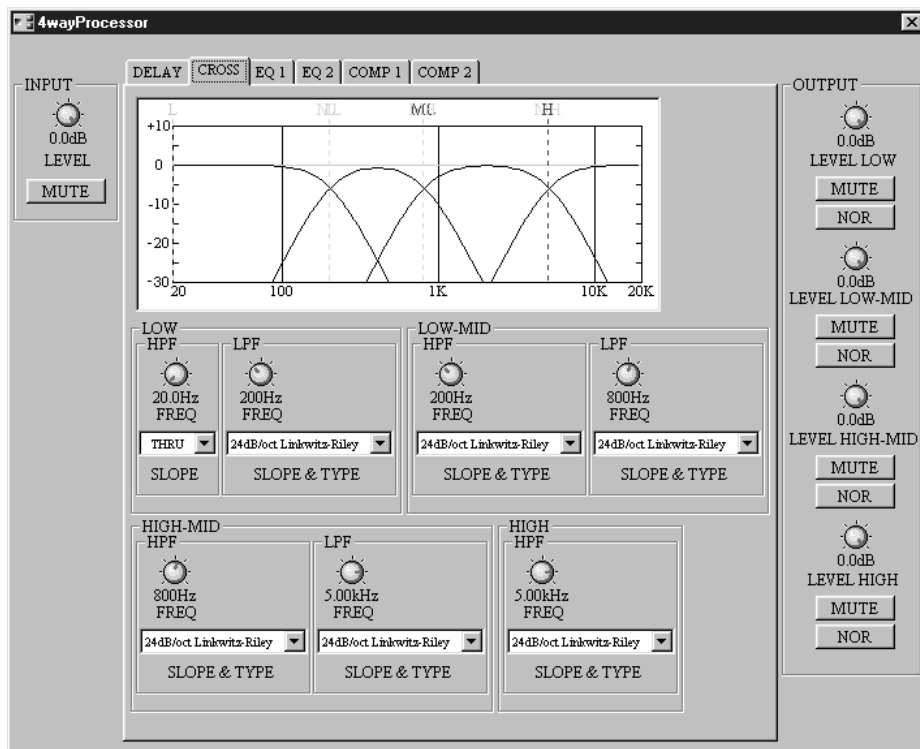 4wayProcessor
DELAY CROSS EQ 1 EQ 2 COMP 1 COMP 2
INPUT
0.0dB
LEVEL
MUTE
L H
+10
0
-10
-20
-30
20 100 1K 10K 20K
LOW
HPF
20.0Hz
FREQ
THRU
SLOPE
LPF
200Hz
FREQ
24dB/oct Linkwitz-Riley
SLOPE & TYPE
LOW-MID
HPF
200Hz
FREQ
24dB/oct Linkwitz-Riley
SLOPE & TYPE
LPF
800Hz
FREQ
24dB/oct Linkwitz-Riley
SLOPE & TYPE
HIGH-MID
HPF
800Hz
FREQ
24dB/oct Linkwitz-Riley
SLOPE & TYPE
LPF
5.00kHz
FREQ
24dB/oct Linkwitz-Riley
SLOPE & TYPE
HIGH
HPF
5.00kHz
FREQ
24dB/oct Linkwitz-Riley
SLOPE & TYPE
OUTPUT
0.0dB
LEVEL LOW
MUTE
NOR
0.0dB
LEVEL LOW-MID
MUTE
NOR
0.0dB
LEVEL HIGH-MID
MUTE
NOR
0.0dB
LEVEL HIGH
MUTE
NOR